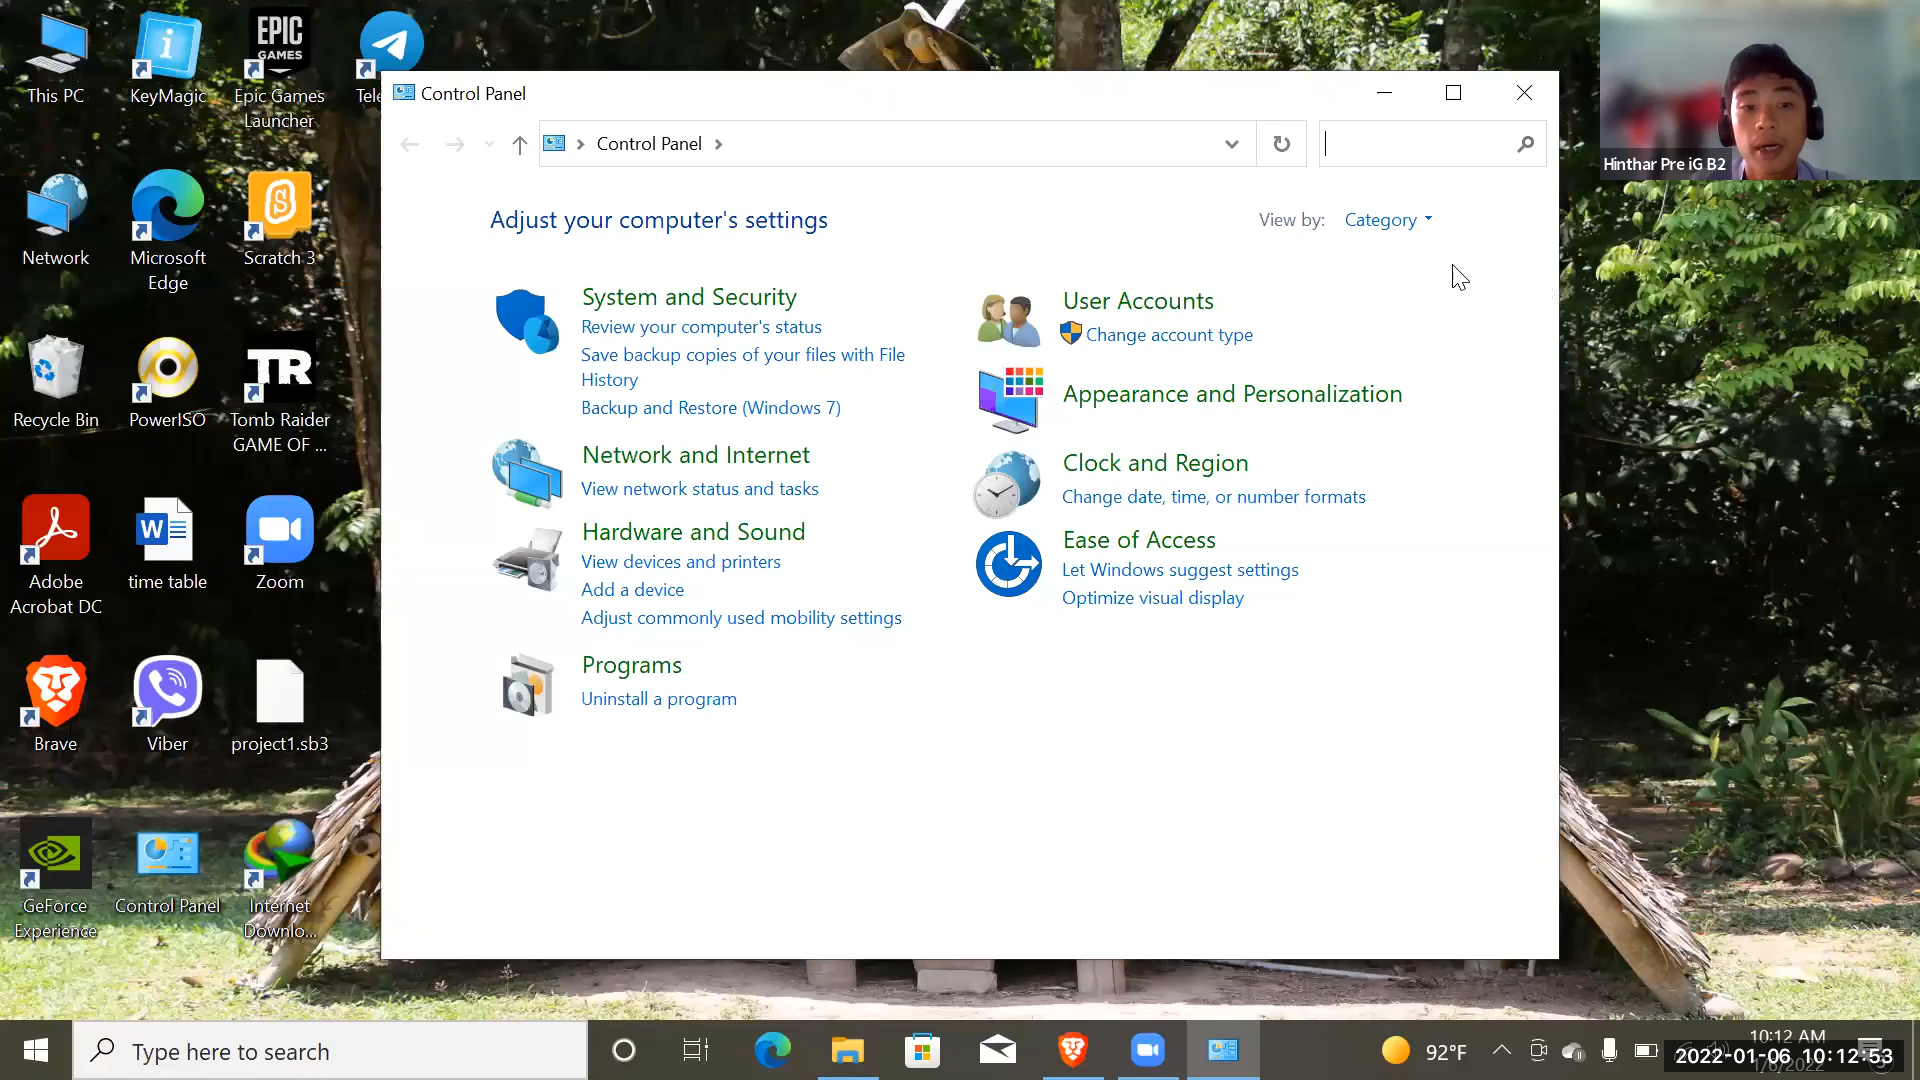 This PC
KeyMagic
EPIC
GAMES
Epic Games
Launcher
Tele
Network
Microsoft
Edge
Scratch 3
Recycle Bin
PowerISO
TR
Tomb Raider
GAME OF ...
Adobe
Acrobat DC
W
time table
Zoom
Brave
Viber
project1.sb3
GeForce
Experience
Control Panel
Internet
Downlo...
Control Panel
Control Panel
Adjust your computer's settings
View by: Category
System and Security
Review your computer's status
Save backup copies of your files with File
History
Backup and Restore (Windows 7)
Network and Internet
View network status and tasks
Hardware and Sound
View devices and printers
Add a device
Adjust commonly used mobility settings
Programs
Uninstall a program
User Accounts
Change account type
Appearance and Personalization
Clock and Region
Change date, time, or number formats
Ease of Access
Let Windows suggest settings
Optimize visual display
Hinthar Pre iG B2
Type here to search
92°F
10:12 AM
1/6/2022
2022-01-06 10:12:53